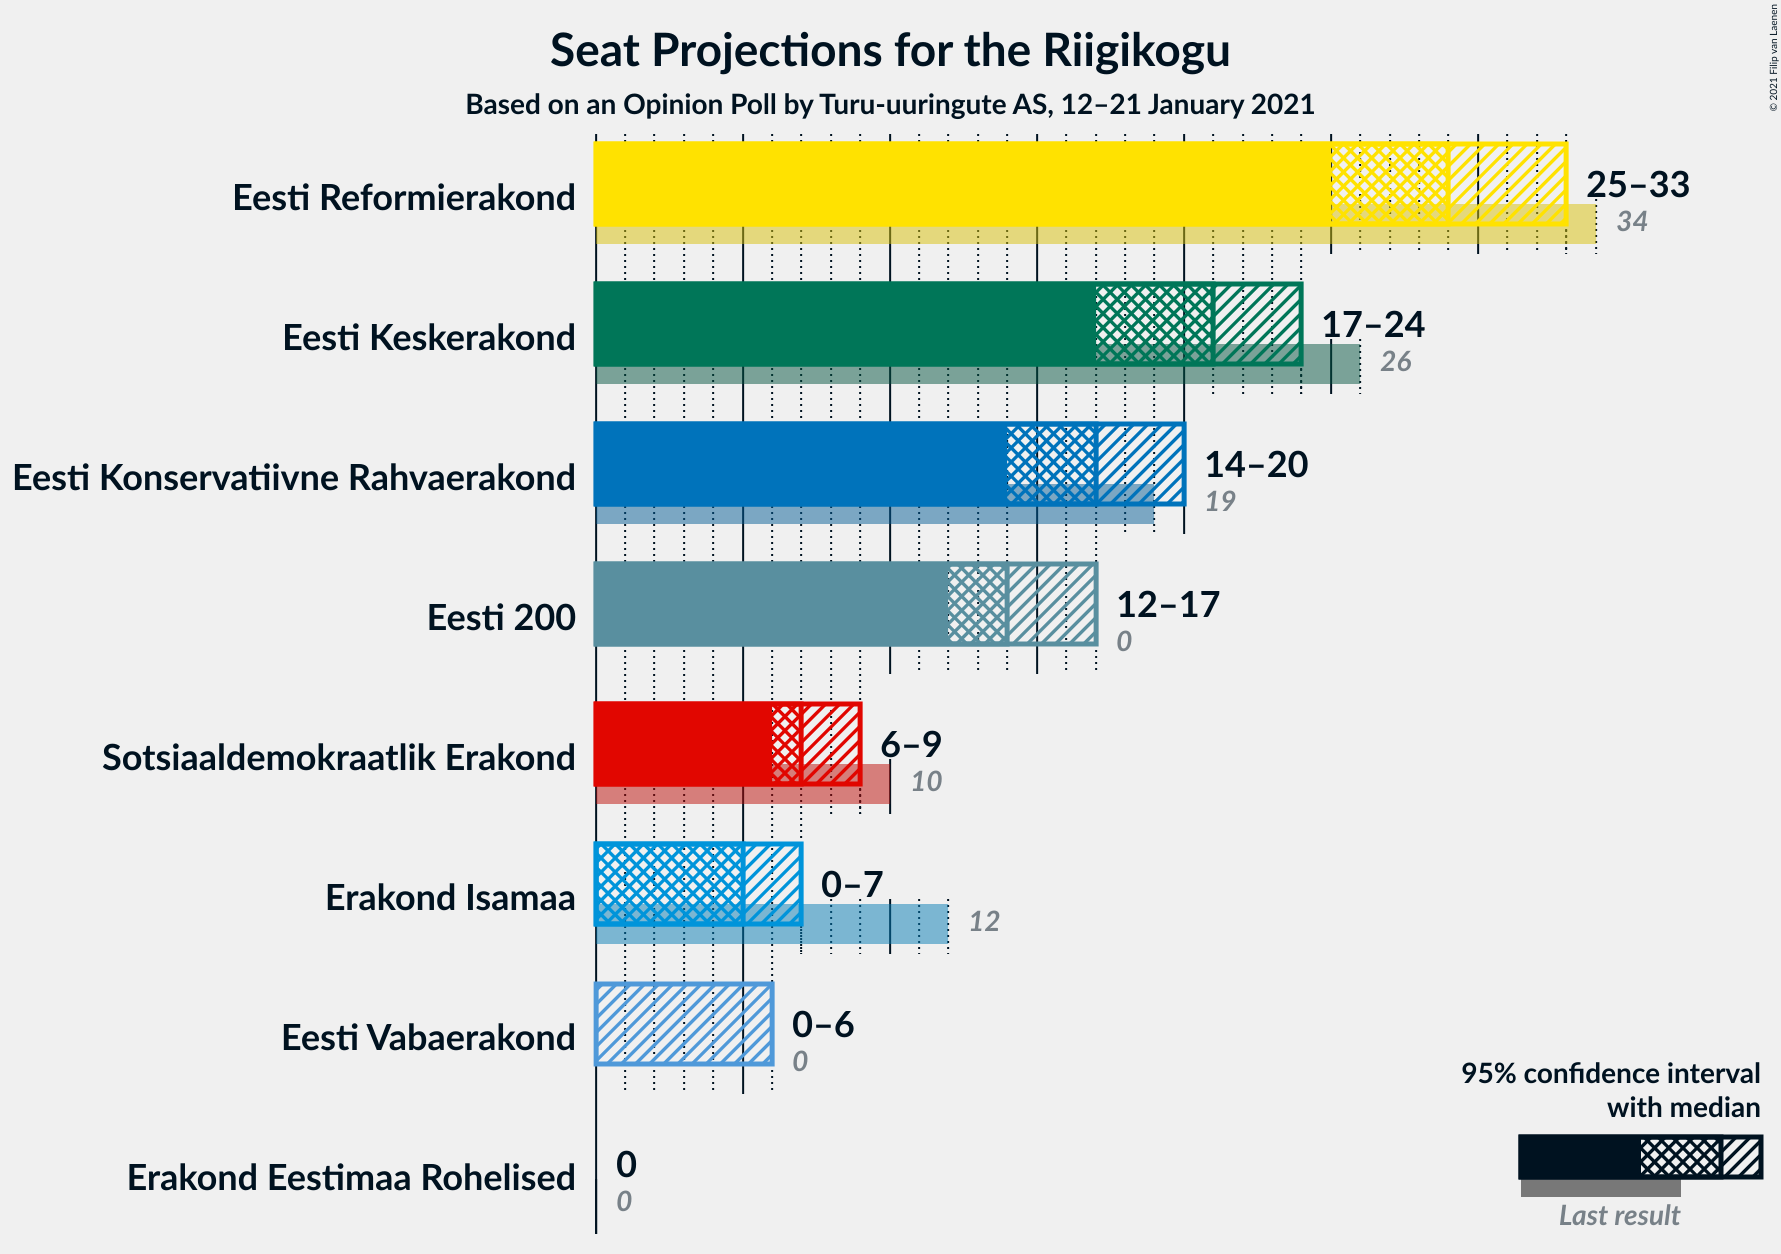 Seat Projections for the Riigikogu
Based on an Opinion Poll by Turu-uuringute AS, 12–21 January 2021
© 2021 Filip van Laenen
Eesti Reformierakond
25–33
34
Eesti Keskerakond
17–24
26
Eesti Konservatiivne Rahvaerakond
14–20
19
Eesti 200
12–17
0
Sotsiaaldemokraatlik Erakond
6–9
10
Erakond Isamaa
0–7
12
Eesti Vabaerakond
0–6
0
Erakond Eestimaa Rohelised
0
0
95% confidence interval
with median
Last result